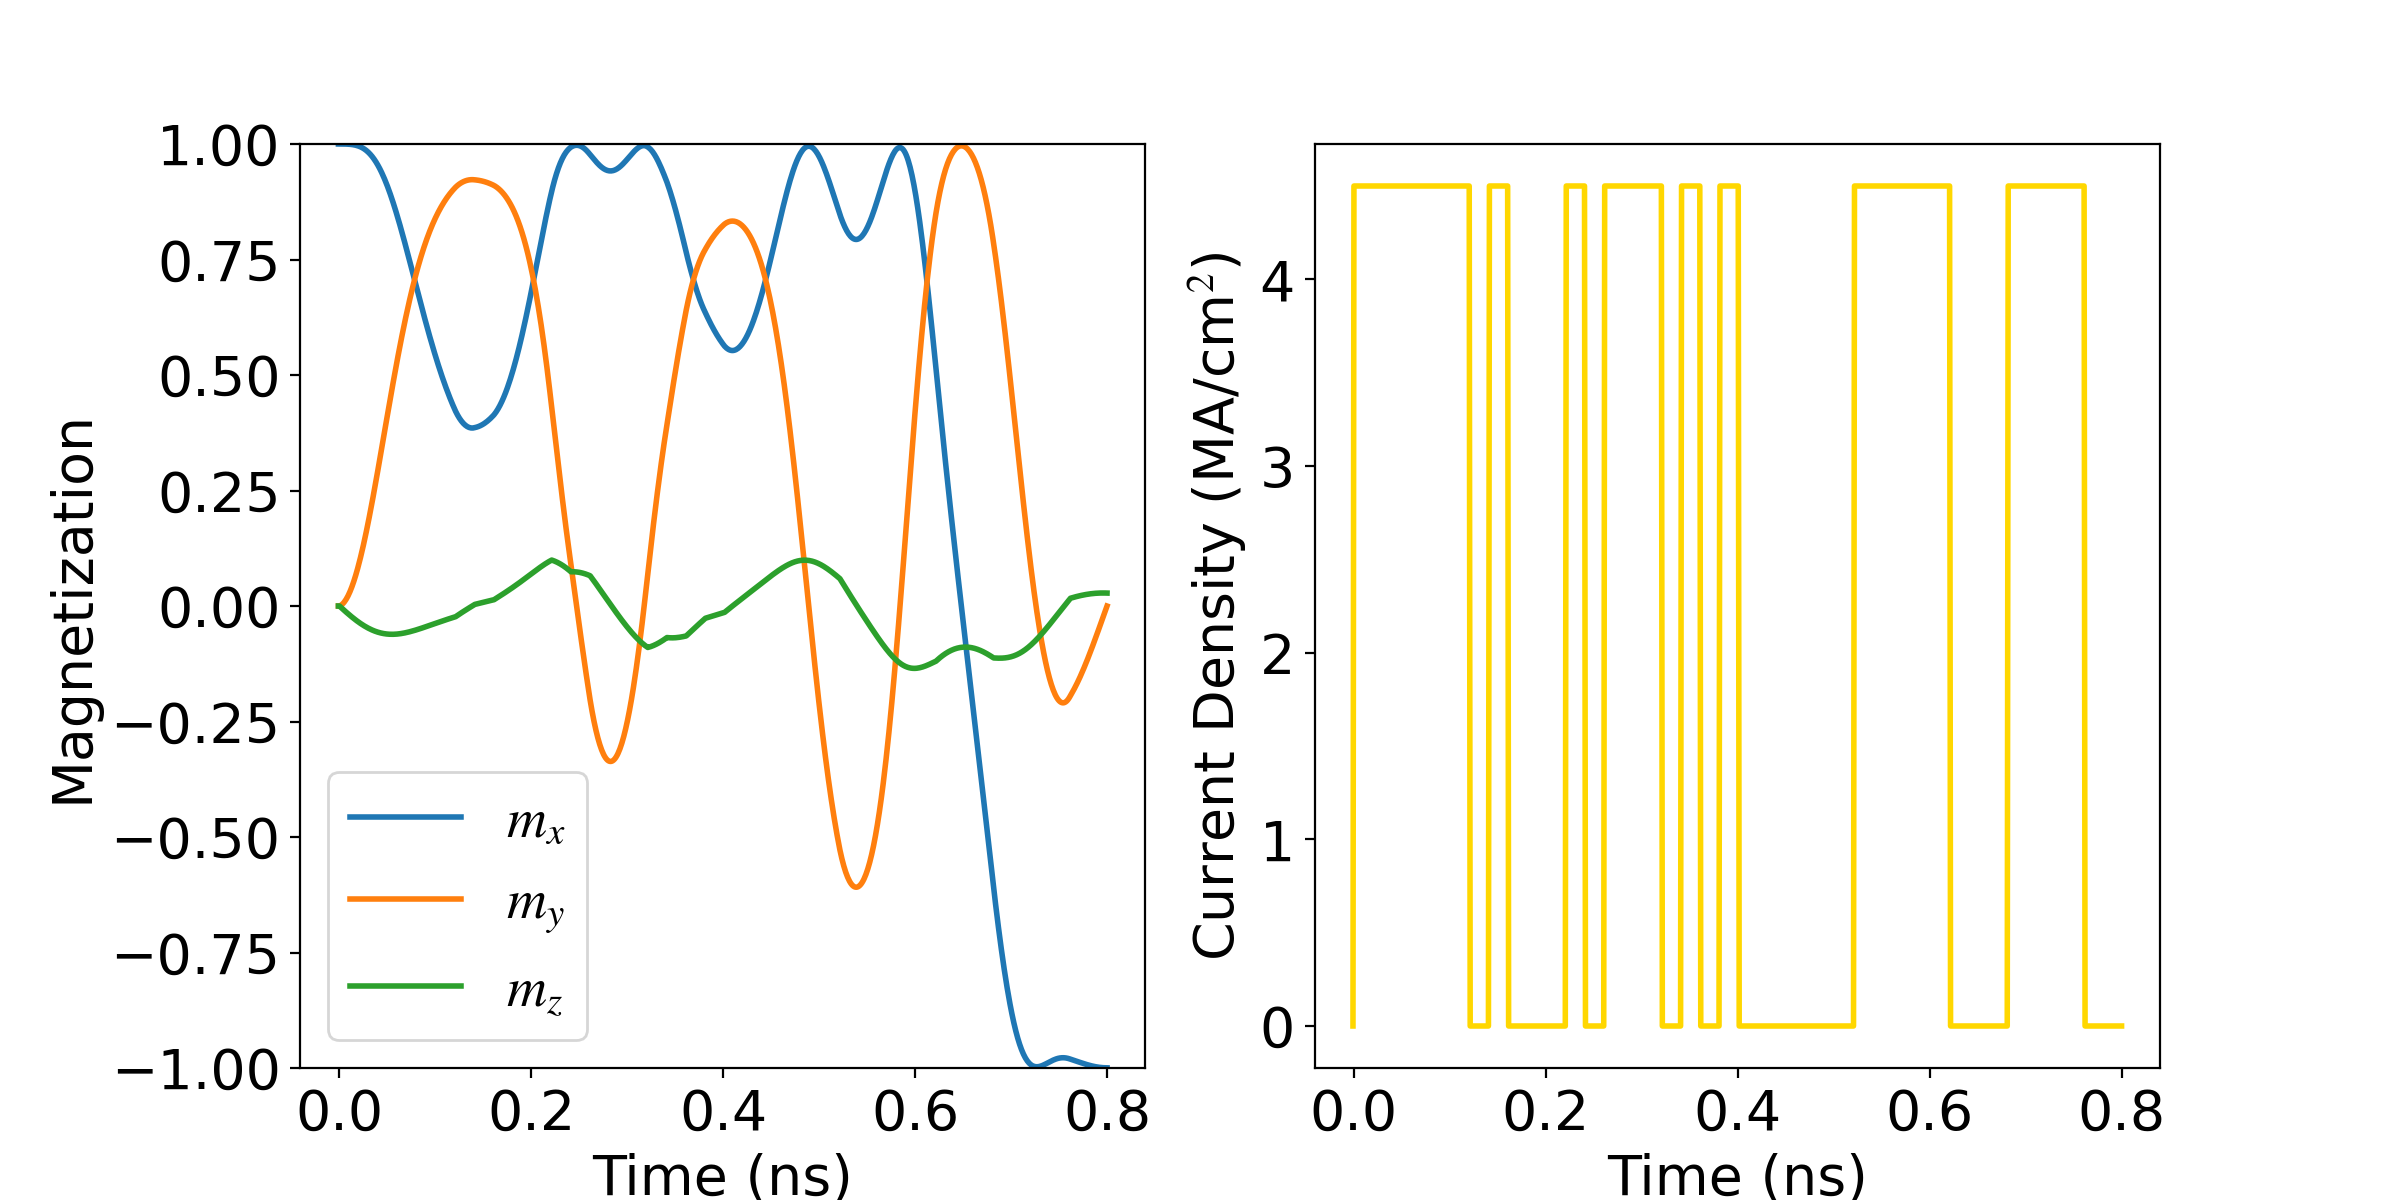 Magnetization
1.00
0.75
0.50
0.25
0.00
−0.25
−0.50
−0.75
−1.00
m_x
m_y
m_z
0.0 0.2 0.4 0.6 0.8
Time (ns)
Current Density (MA/cm²)
4
3
2
1
0
0.0 0.2 0.4 0.6 0.8
Time (ns)